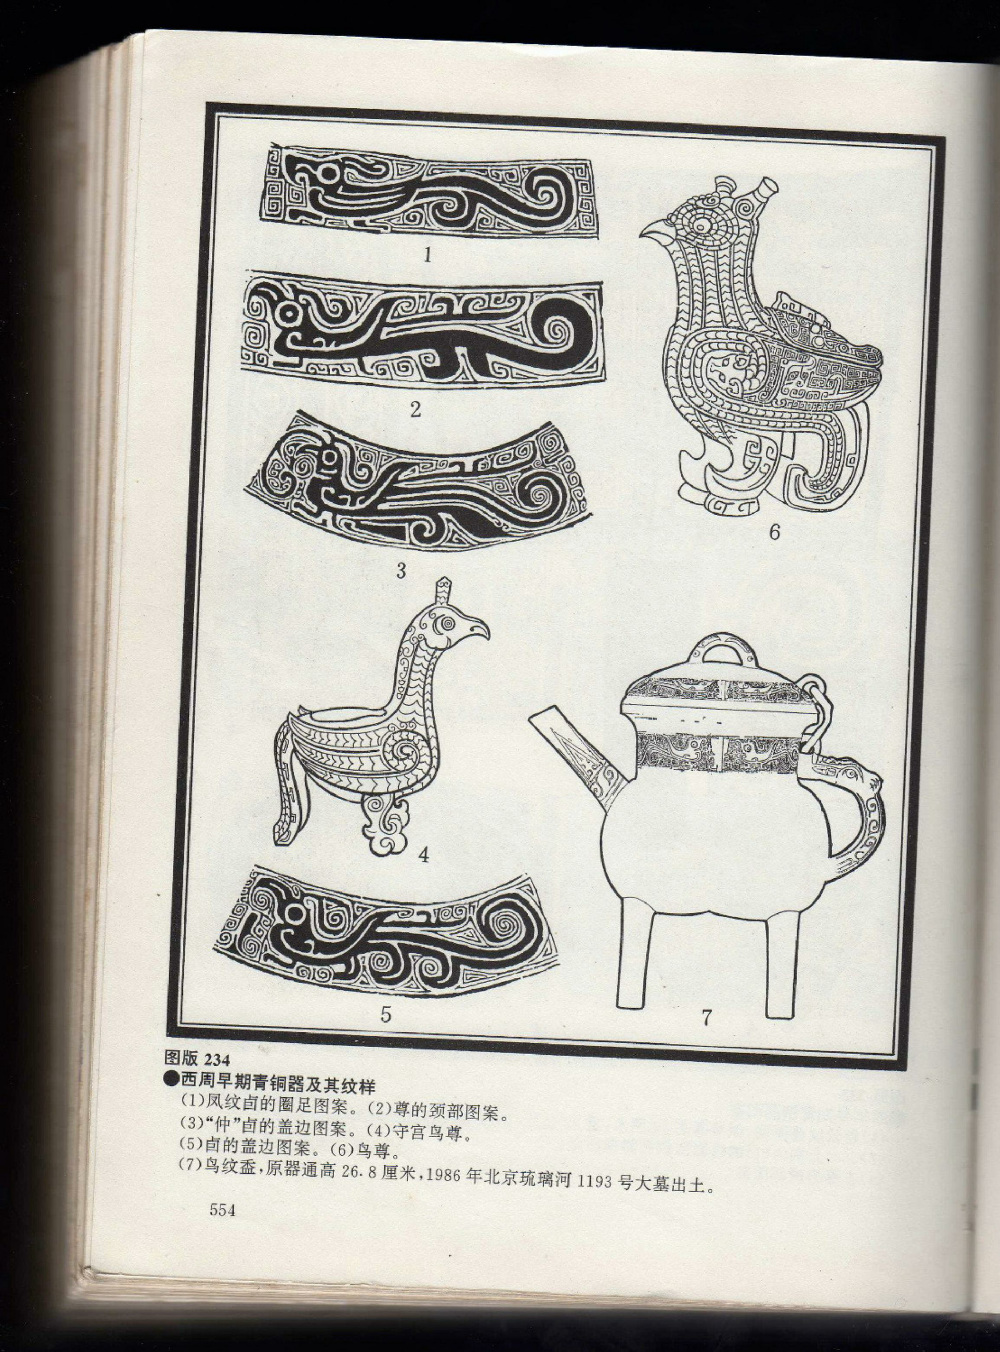 1
2
3
4
5
6
7
图版 234
●西周早期青铜器及其纹样
(1)凤纹卣的圈足图案。(2)尊的颈部图案。
(3)“仲”卣的盖边图案。(4)守宫鸟尊。
(5)卣的盖边图案。(6)鸟尊。
(7)鸟纹盉,原器通高 26.8 厘米,1986 年北京琉璃河 1193 号大墓出土。
554